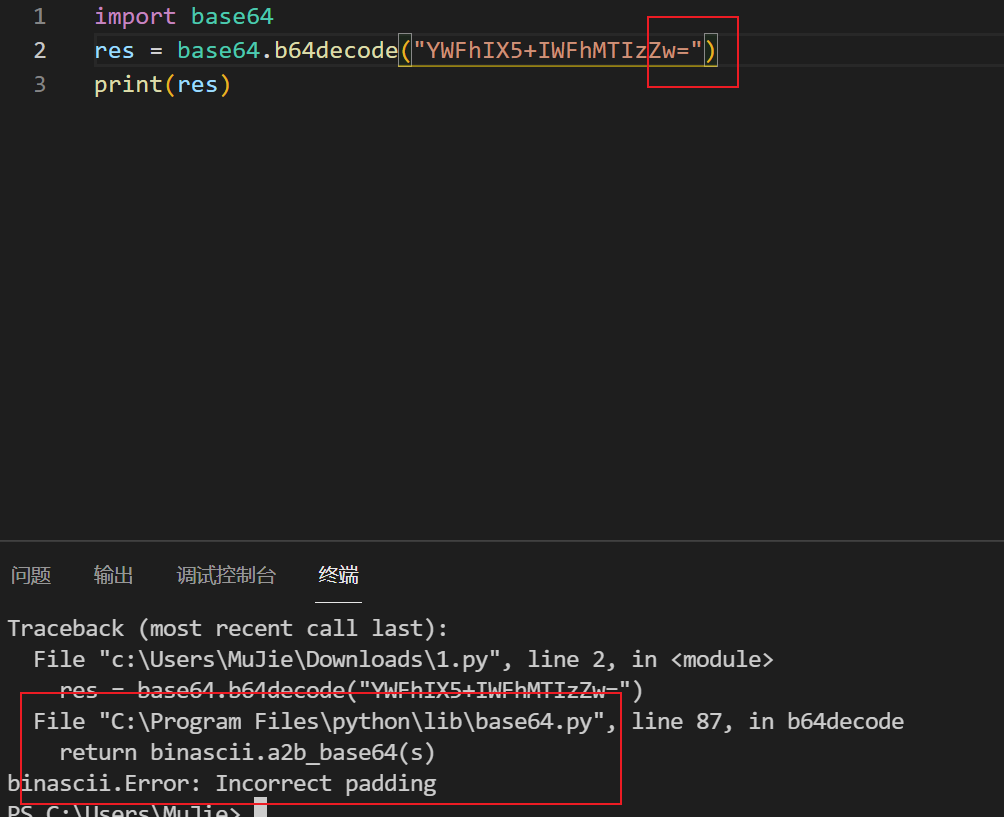 1 import base64
2 res = base64.b64decode("YWFhIX5+IWFhMTIzZw=")
3 print(res)
问题 输出 调试控制台 终端
Traceback (most recent call last):
File "c:\Users\MuJie\Downloads\1.py", line 2, in <module>
res = base64.b64decode("YWFhIX5+IWFhMTIzZw=")
File "C:\Program Files\python\lib\base64.py", line 87, in b64decode
return binascii.a2b_base64(s)
binascii.Error: Incorrect padding
PS C:\Users\MuJie>